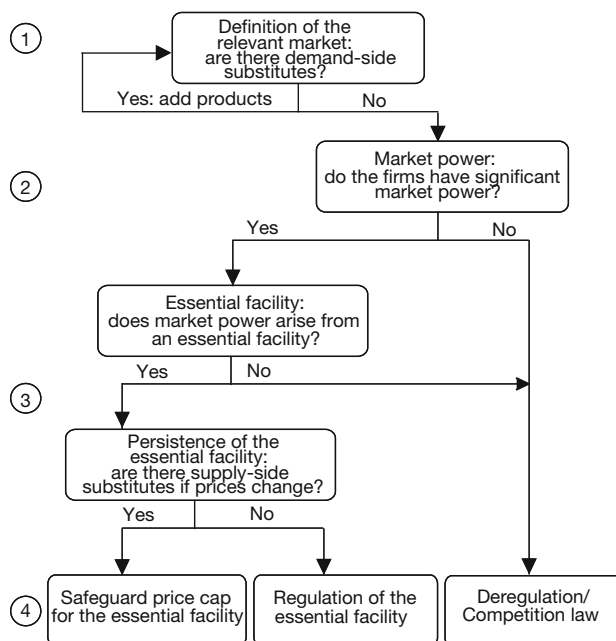 1
Definition of the
relevant market:
are there demand-side
substitutes?
Yes: add products
No
2
Market power:
do the firms have significant
market power?
Yes
No
Essential facility:
does market power arise from
an essential facility?
Yes
No
3
Persistence of the
essential facility:
are there supply-side
substitutes if prices change?
Yes
No
4
Safeguard price cap
for the essential facility
Regulation of the
essential facility
Deregulation/
Competition law